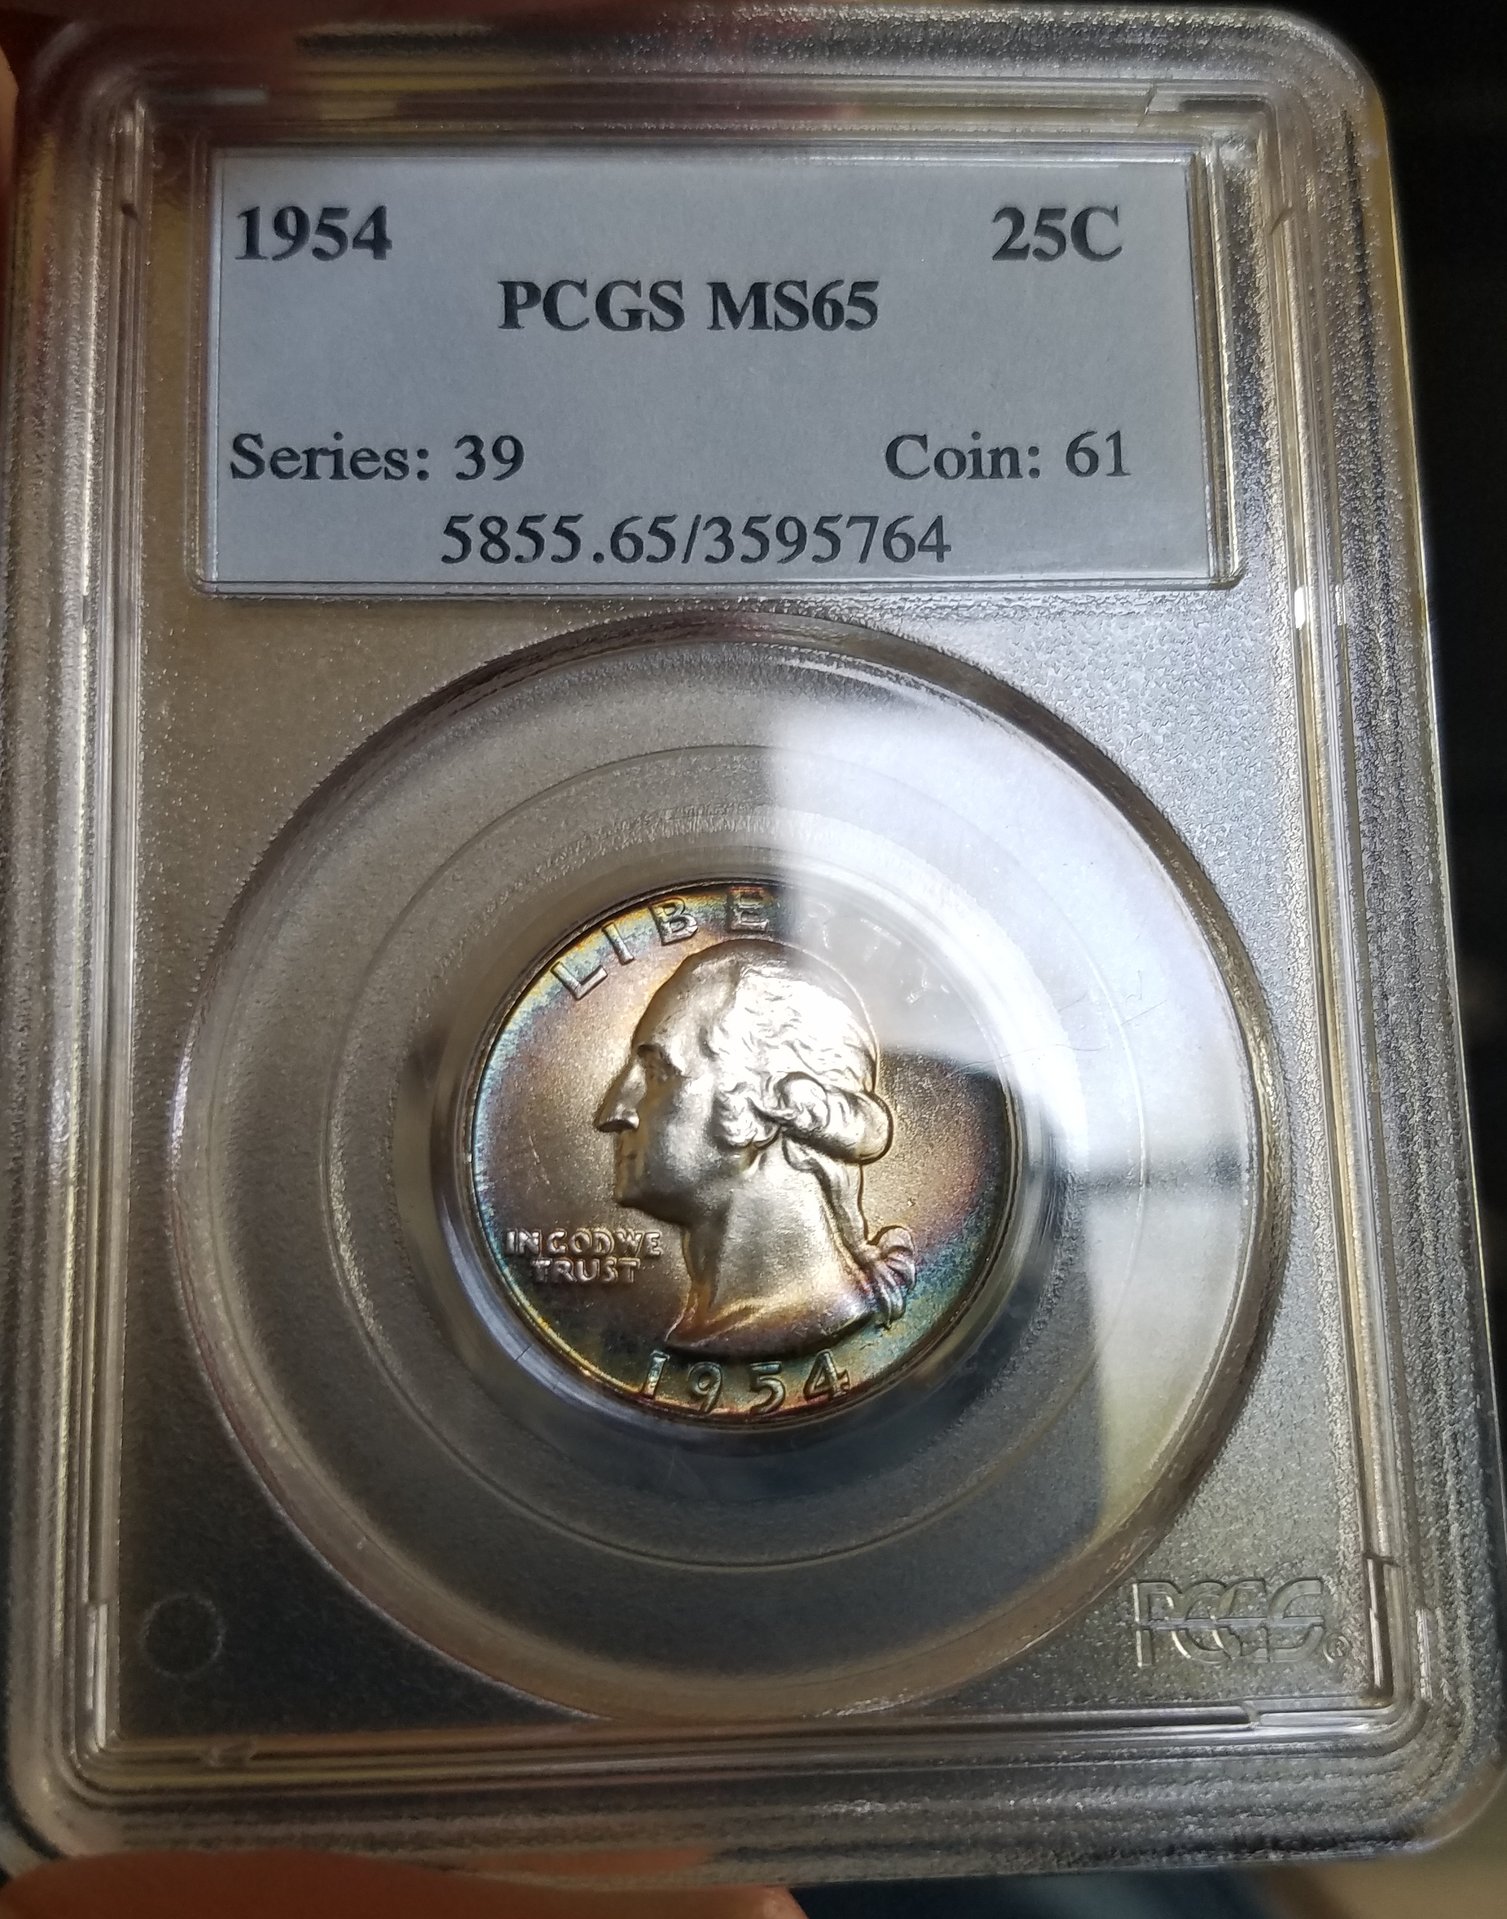 1954 25C
PCGS MS65
Series: 39 Coin: 61
5855.65/3595764
LIBERTY
IN GOD WE
TRUST
1954
PCGS®